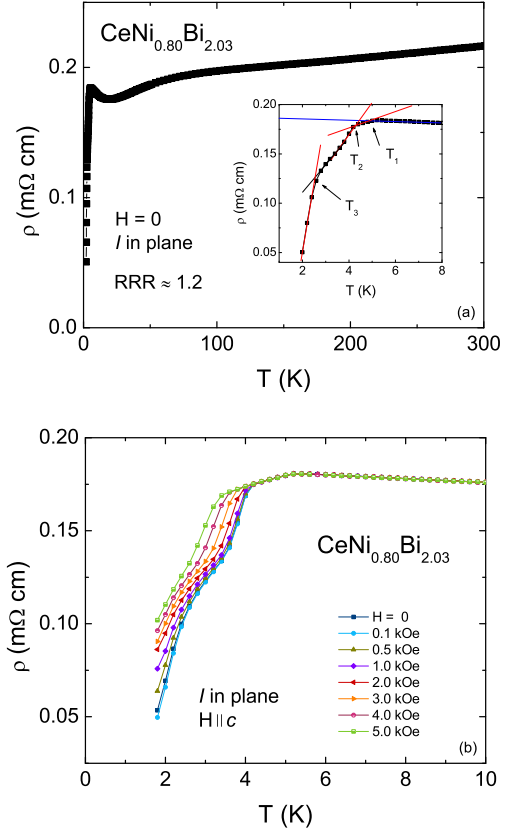 CeNi0.80Bi2.03
0.2
0.1
0.0
ρ (mΩ cm)
H = 0
I in plane
RRR ≈ 1.2
0.20
0.15
0.10
0.05
ρ (mΩ cm)
T1
T2
T3
2 4 6 8
T (K)
(a)
0 100 200 300
T (K)
0.20
0.15
0.10
0.05
ρ (mΩ cm)
CeNi0.80Bi2.03
H = 0
0.1 kOe
0.5 kOe
1.0 kOe
2.0 kOe
3.0 kOe
4.0 kOe
5.0 kOe
I in plane
H || c
(b)
0 2 4 6 8 10
T (K)